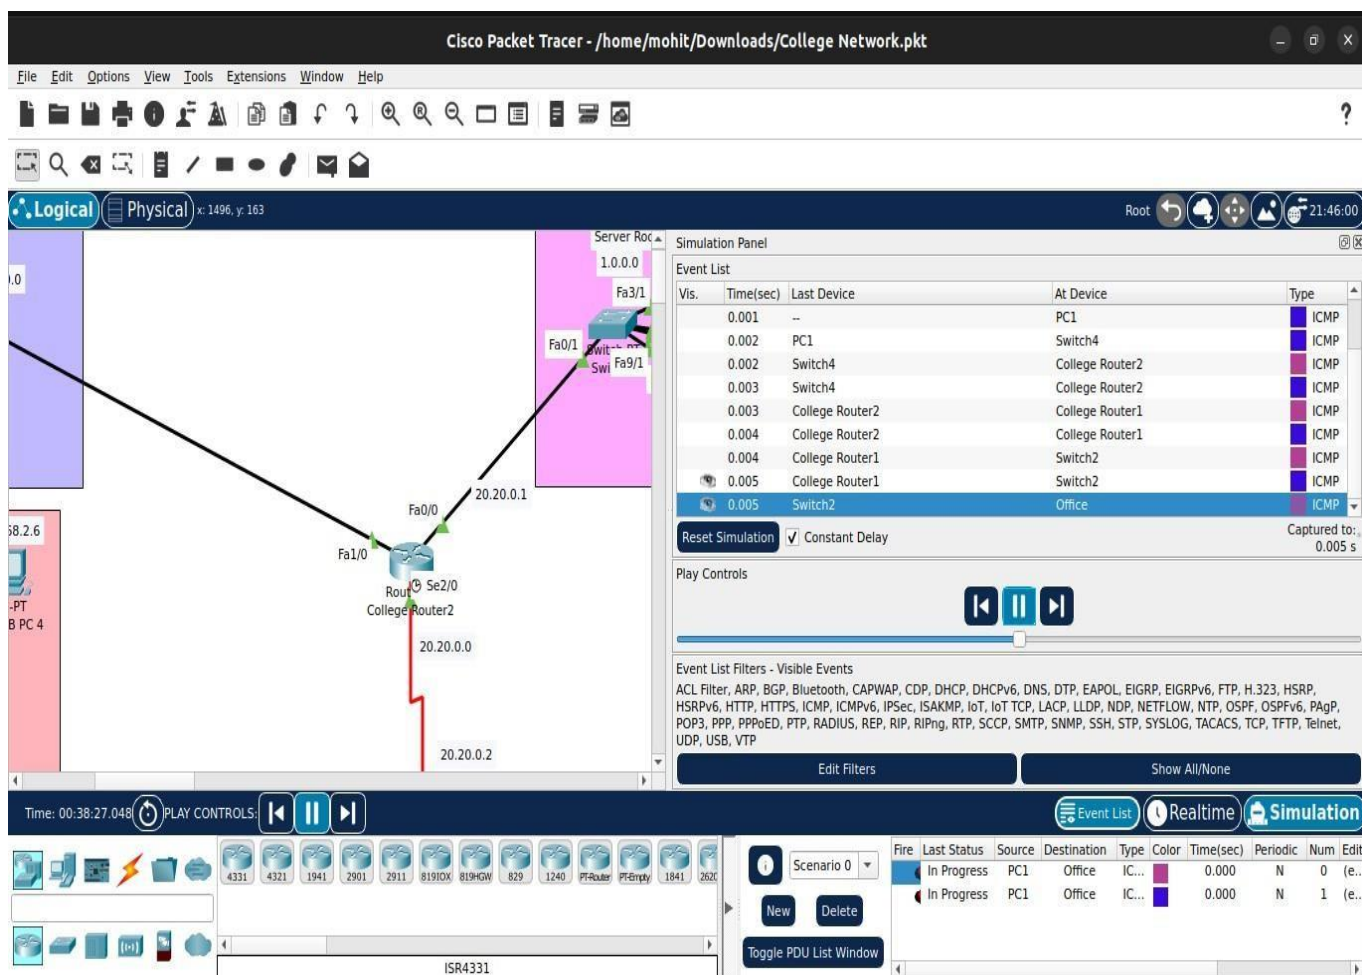 Cisco Packet Tracer - /home/mohit/Downloads/College Network.pkt
File Edit Options View Tools Extensions Window Help
?
Logical Physical x: 1496, y: 163 Root 21:46:00
Server Roo
1.0.0.0
Fa3/1
Fa0/1
Fa9/1
.0
20.20.0.1
Fa0/0
58.2.6
Fa1/0
Se2/0
Rout
College Router2
-PT
B PC 4
20.20.0.0
20.20.0.2
Simulation Panel
Event List
Vis. Time(sec) Last Device At Device Type
0.001 -- PC1 ICMP
0.002 PC1 Switch4 ICMP
0.002 Switch4 College Router2 ICMP
0.003 Switch4 College Router2 ICMP
0.003 College Router2 College Router1 ICMP
0.004 College Router2 College Router1 ICMP
0.004 College Router1 Switch2 ICMP
0.005 College Router1 Switch2 ICMP
0.005 Switch2 Office ICMP
Reset Simulation Constant Delay Captured to:
0.005 s
Play Controls
Event List Filters - Visible Events
ACL Filter, ARP, BGP, Bluetooth, CAPWAP, CDP, DHCP, DHCPv6, DNS, DTP, EAPOL, EIGRP, EIGRPv6, FTP, H.323, HSRP,
HSRPv6, HTTP, HTTPS, ICMP, ICMPv6, IPSec, ISAKMP, IoT, IoT TCP, LACP, LLDP, NDP, NETFLOW, NTP, OSPF, OSPFv6, PAgP,
POP3, PPP, PPPoED, PTP, RADIUS, REP, RIP, RIPng, RTP, SCCP, SMTP, SNMP, SSH, STP, SYSLOG, TACACS, TCP, TFTP, Telnet,
UDP, USB, VTP
Edit Filters Show All/None
Time: 00:38:27.048 PLAY CONTROLS: Event List Realtime Simulation
4331 4321 1941 2901 2911 819IOX 819HGW 829 1240 PT-Router PT-Empty 1841 262
ISR4331
Scenario 0
New Delete
Toggle PDU List Window
Fire Last Status Source Destination Type Color Time(sec) Periodic Num Edit
In Progress PC1 Office IC... 0.000 N 0 (e..
In Progress PC1 Office IC... 0.000 N 1 (e..